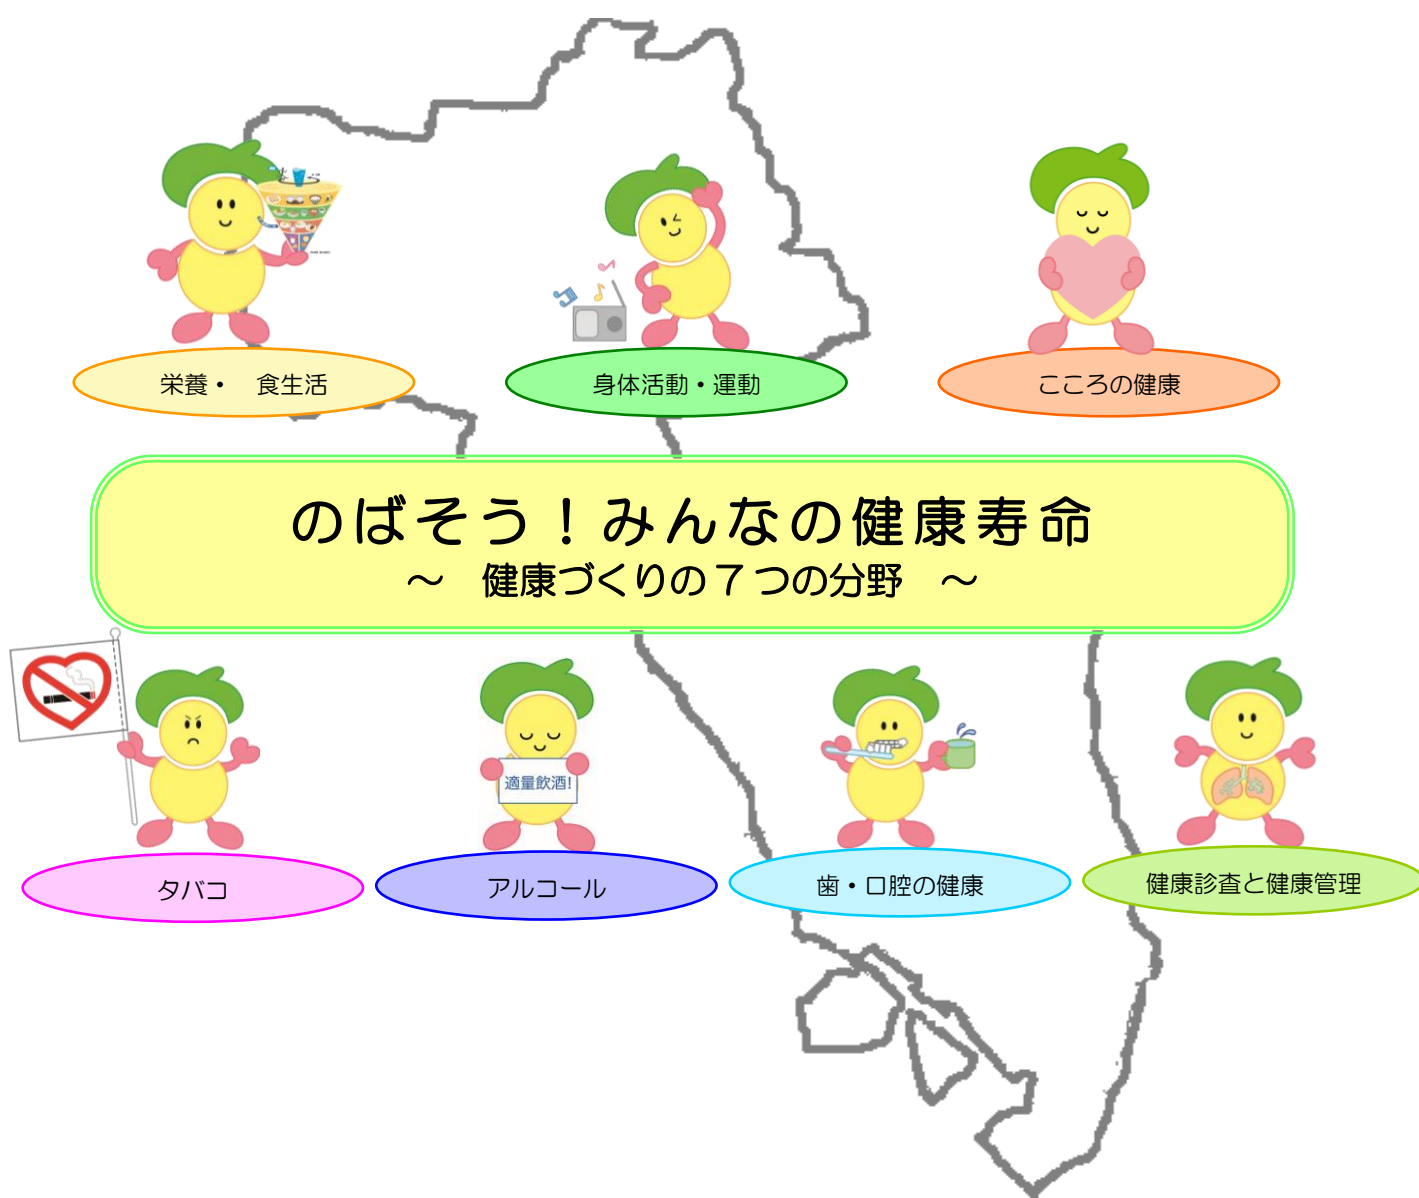 栄養・　食生活
身体活動・運動
こころの健康
のばそう！みんなの健康寿命
～　健康づくりの７つの分野　～
適量飲酒!
タバコ
アルコール
歯・口腔の健康
健康診査と健康管理